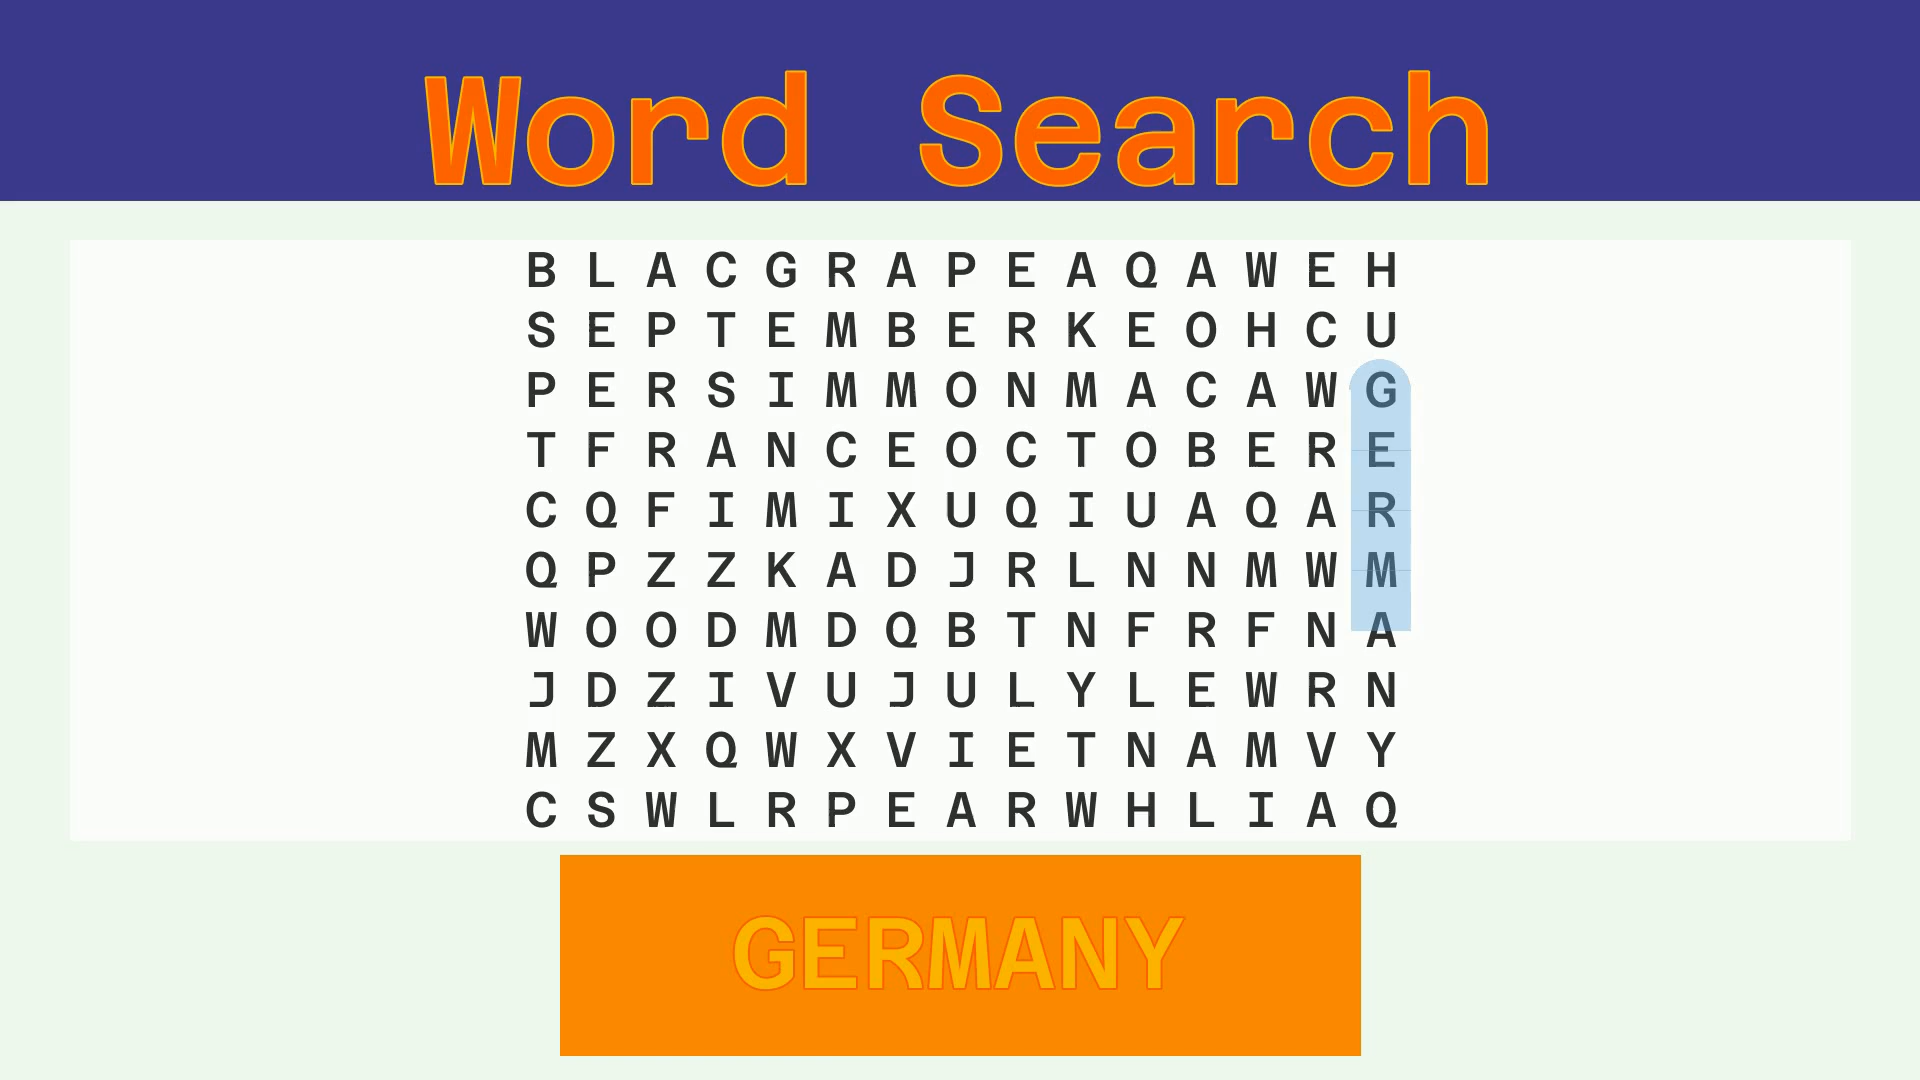 Word Search
B L A C G R A P E A Q A W E H
S E P T E M B E R K E O H C U
P E R S I M M O N M A C A W G
T F R A N C E O C T O B E R E
C Q F I M I X U Q I U A Q A R
Q P Z Z K A D J R L N N M W M
W O O D M D Q B T N F R F N A
J D Z I V U J U L Y L E W R N
M Z X Q W X V I E T N A M V Y
C S W L R P E A R W H L I A Q
GERMANY